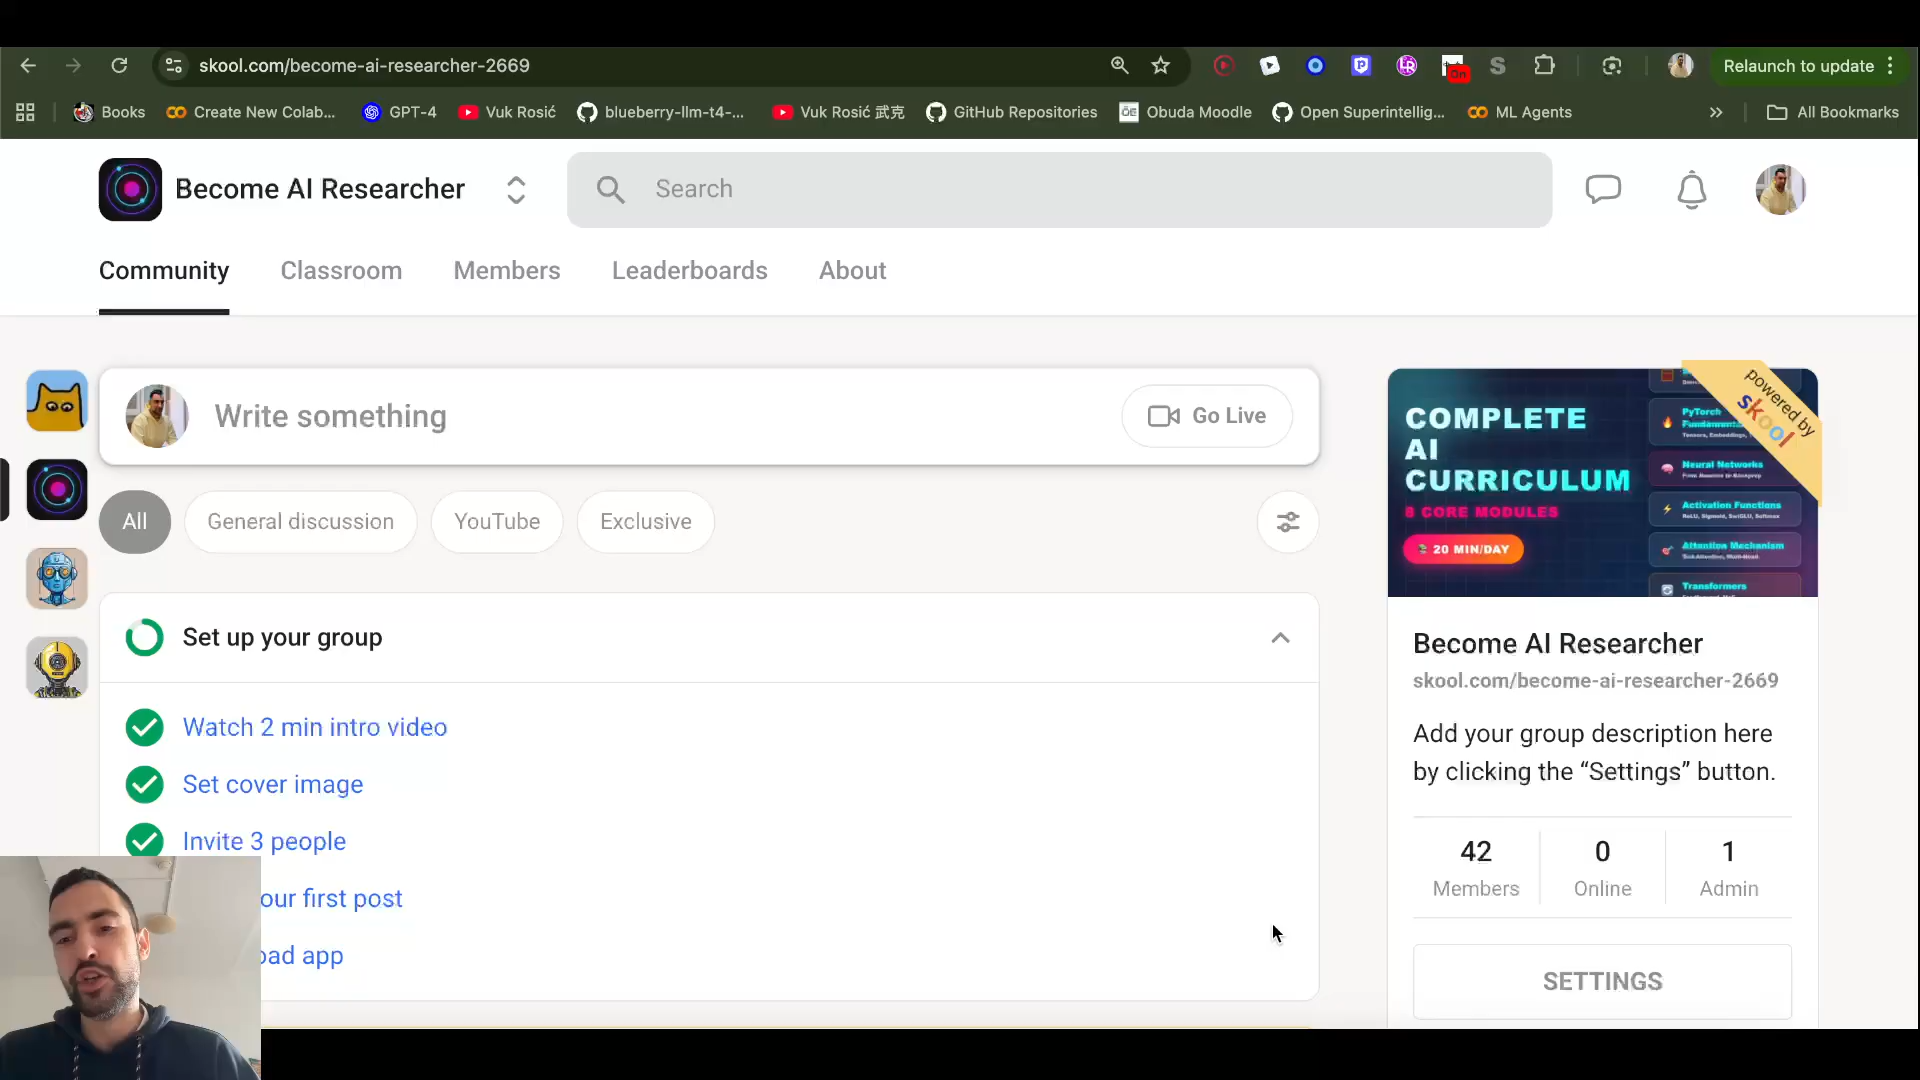 skool.com/become-ai-researcher-2669
On
Relaunch to update
Books
Create New Colab...
GPT-4
Vuk Rosić
blueberry-llm-t4-...
Vuk Rosić 武克
GitHub Repositories
Obuda Moodle
Open Superintellig...
ML Agents
All Bookmarks
Become AI Researcher
Search
Community
Classroom
Members
Leaderboards
About
Write something
Go Live
All
General discussion
YouTube
Exclusive
Set up your group
Watch 2 min intro video
Set cover image
Invite 3 people
our first post
oad app
COMPLETE
AI
CURRICULUM
8 CORE MODULES
20 MIN/DAY
PyTorch
Fundamenta
Neural Networks
Activation Functions
ReLU, Sigmoid, SwiGLU, Softmax
Attention Mechanism
Transformers
powered by
skool
Become AI Researcher
skool.com/become-ai-researcher-2669
Add your group description here
by clicking the “Settings” button.
42
Members
0
Online
1
Admin
SETTINGS